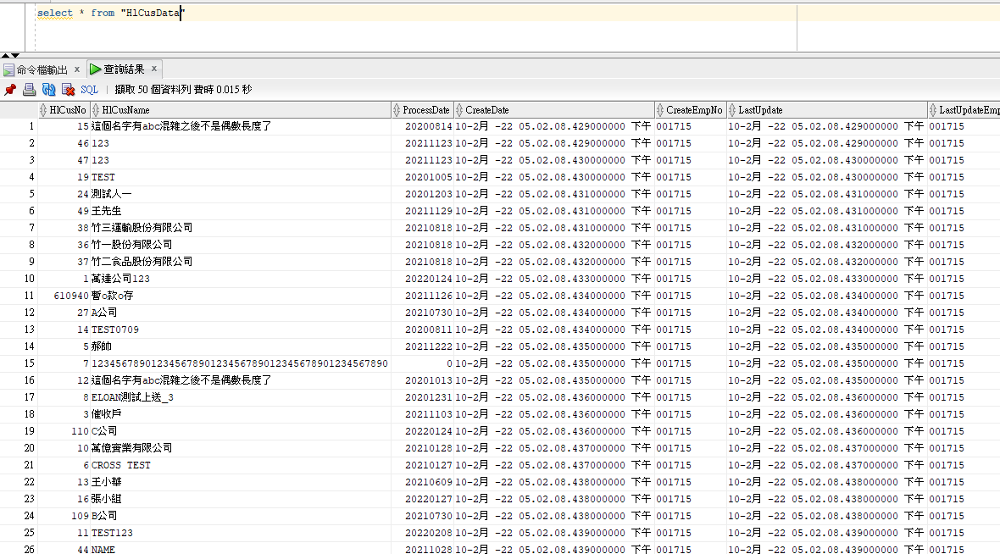 select * from "HlCusData"
命令檔輸出 × 查詢結果 ×
SQL 擷取 50 個資料列 費時 0.015 秒
HlCusNo HlCusName ProcessDate CreateDate CreateEmpNo LastUpdate LastUpdateEmp
1 15 這個名字有abc混雜之後不是偶數長度了 20200814 10-2月 -22 05.02.08.429000000 下午 001715 10-2月 -22 05.02.08.429000000 下午 001715
2 46 123 20211123 10-2月 -22 05.02.08.429000000 下午 001715 10-2月 -22 05.02.08.429000000 下午 001715
3 47 123 20211123 10-2月 -22 05.02.08.430000000 下午 001715 10-2月 -22 05.02.08.430000000 下午 001715
4 19 TEST 20201005 10-2月 -22 05.02.08.430000000 下午 001715 10-2月 -22 05.02.08.430000000 下午 001715
5 24 測試人一 20201203 10-2月 -22 05.02.08.431000000 下午 001715 10-2月 -22 05.02.08.431000000 下午 001715
6 49 王先生 20211129 10-2月 -22 05.02.08.431000000 下午 001715 10-2月 -22 05.02.08.431000000 下午 001715
7 38 竹三運輸股份有限公司 20210818 10-2月 -22 05.02.08.431000000 下午 001715 10-2月 -22 05.02.08.431000000 下午 001715
8 36 竹一股份有限公司 20210818 10-2月 -22 05.02.08.432000000 下午 001715 10-2月 -22 05.02.08.432000000 下午 001715
9 37 竹二食品股份有限公司 20210818 10-2月 -22 05.02.08.432000000 下午 001715 10-2月 -22 05.02.08.432000000 下午 001715
10 1 萬達公司123 20220124 10-2月 -22 05.02.08.433000000 下午 001715 10-2月 -22 05.02.08.433000000 下午 001715
11 610940 暫o款o存 20211126 10-2月 -22 05.02.08.434000000 下午 001715 10-2月 -22 05.02.08.434000000 下午 001715
12 27 A公司 20210730 10-2月 -22 05.02.08.434000000 下午 001715 10-2月 -22 05.02.08.434000000 下午 001715
13 14 TEST0709 20200811 10-2月 -22 05.02.08.434000000 下午 001715 10-2月 -22 05.02.08.434000000 下午 001715
14 5 郝帥 20211222 10-2月 -22 05.02.08.435000000 下午 001715 10-2月 -22 05.02.08.435000000 下午 001715
15 7 12345678901234567890123456789012345678901234567890 0 10-2月 -22 05.02.08.435000000 下午 001715 10-2月 -22 05.02.08.435000000 下午 001715
16 12 這個名字有abc混雜之後不是偶數長度了 20201013 10-2月 -22 05.02.08.435000000 下午 001715 10-2月 -22 05.02.08.435000000 下午 001715
17 8 ELOAN測試上送_3 20201231 10-2月 -22 05.02.08.436000000 下午 001715 10-2月 -22 05.02.08.436000000 下午 001715
18 3 催收戶 20211103 10-2月 -22 05.02.08.436000000 下午 001715 10-2月 -22 05.02.08.436000000 下午 001715
19 110 C公司 20220124 10-2月 -22 05.02.08.436000000 下午 001715 10-2月 -22 05.02.08.436000000 下午 001715
20 10 萬億實業有限公司 20210128 10-2月 -22 05.02.08.437000000 下午 001715 10-2月 -22 05.02.08.437000000 下午 001715
21 6 CROSS TEST 20210127 10-2月 -22 05.02.08.437000000 下午 001715 10-2月 -22 05.02.08.437000000 下午 001715
22 13 王小華 20210609 10-2月 -22 05.02.08.438000000 下午 001715 10-2月 -22 05.02.08.438000000 下午 001715
23 16 張小姐 20220127 10-2月 -22 05.02.08.438000000 下午 001715 10-2月 -22 05.02.08.438000000 下午 001715
24 109 B公司 20210730 10-2月 -22 05.02.08.438000000 下午 001715 10-2月 -22 05.02.08.438000000 下午 001715
25 11 TEST123 20220208 10-2月 -22 05.02.08.439000000 下午 001715 10-2月 -22 05.02.08.439000000 下午 001715
26 44 NAME 20211028 10-2月 -22 05.02.08.439000000 下午 001715 10-2月 -22 05.02.08.439000000 下午 001715